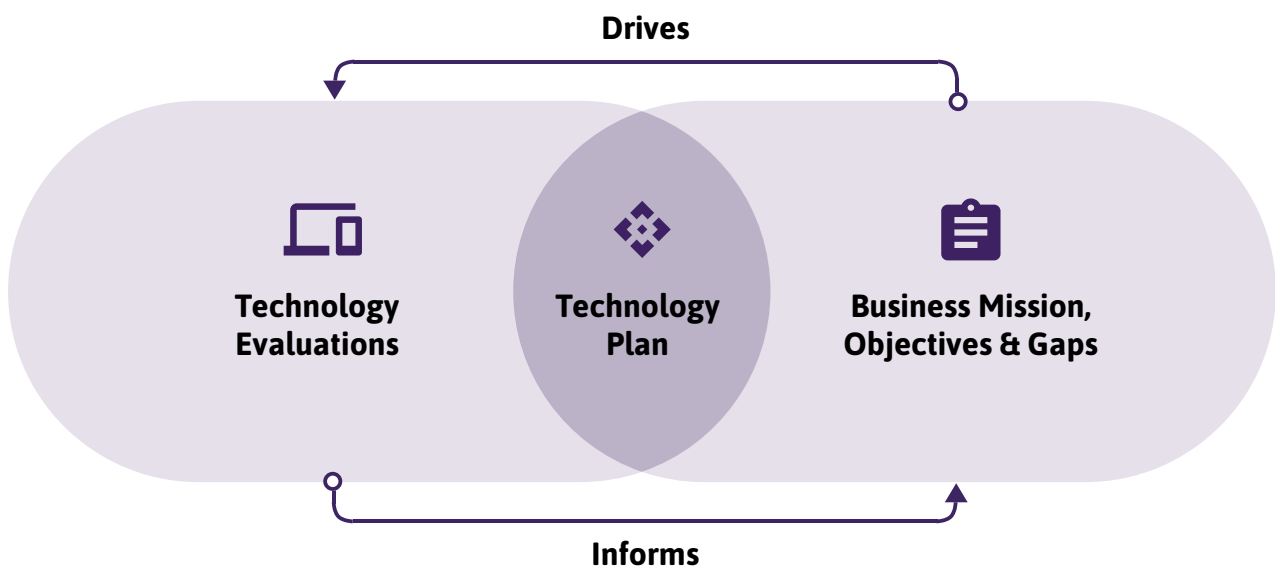 Drives
Technology
Evaluations
Technology
Plan
Business Mission,
Objectives & Gaps
Informs